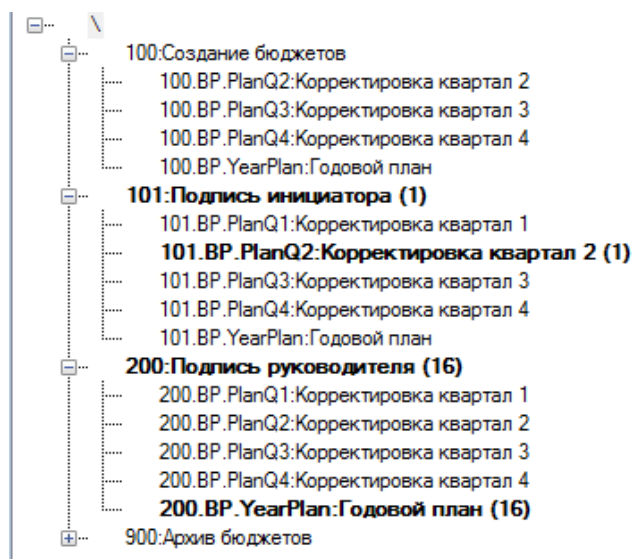 \
100:Создание бюджетов
100.BP.PlanQ2:Корректировка квартал 2
100.BP.PlanQ3:Корректировка квартал 3
100.BP.PlanQ4:Корректировка квартал 4
100.BP.YearPlan:Годовой план
101:Подпись инициатора (1)
101.BP.PlanQ1:Корректировка квартал 1
101.BP.PlanQ2:Корректировка квартал 2 (1)
101.BP.PlanQ3:Корректировка квартал 3
101.BP.PlanQ4:Корректировка квартал 4
101.BP.YearPlan:Годовой план
200:Подпись руководителя (16)
200.BP.PlanQ1:Корректировка квартал 1
200.BP.PlanQ2:Корректировка квартал 2
200.BP.PlanQ3:Корректировка квартал 3
200.BP.PlanQ4:Корректировка квартал 4
200.BP.YearPlan:Годовой план (16)
900:Архив бюджетов